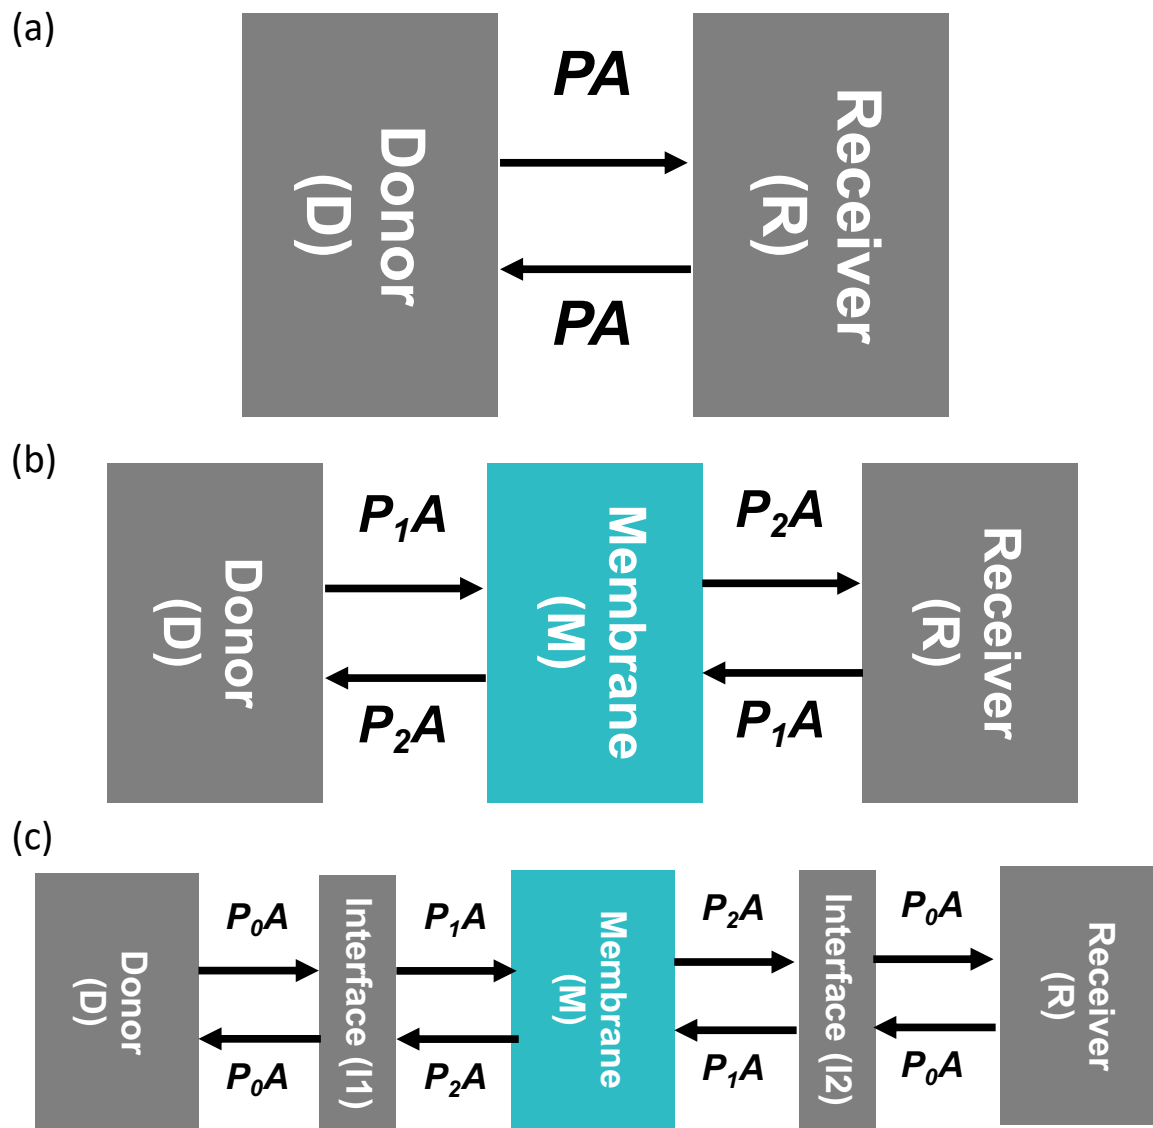 (a)
PA
Donor
(D)
Receiver
(R)
PA
(b)
P1A
P2A
Donor
(D)
Membrane
(M)
Receiver
(R)
P2A
P1A
(c)
P0A
P1A
P2A
P0A
Donor
(D)
Interface (I1)
Membrane
(M)
Interface (I2)
Receiver
(R)
P0A
P2A
P1A
P0A